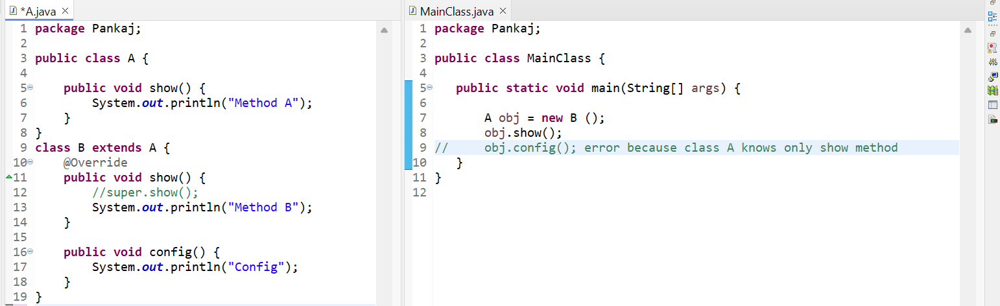 *A.java
1 package Pankaj;
2
3 public class A {
4
5 public void show() {
6 System.out.println("Method A");
7 }
8 }
9 class B extends A {
10 @Override
11 public void show() {
12 //super.show();
13 System.out.println("Method B");
14 }
15
16 public void config() {
17 System.out.println("Config");
18 }
19 }
MainClass.java
1 package Pankaj;
2
3 public class MainClass {
4
5 public static void main(String[] args) {
6
7 A obj = new B ();
8 obj.show();
9 // obj.config(); error because class A knows only show method
10 }
11 }
12